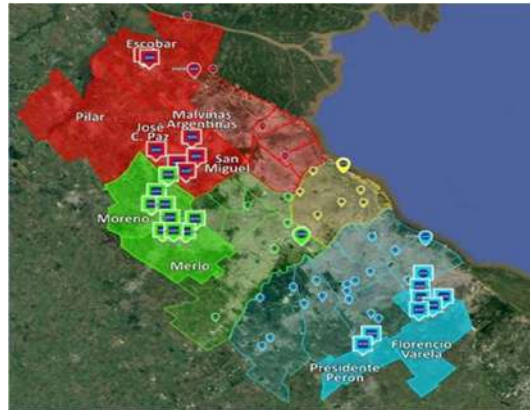 Escobar
Pilar
José
C. Paz
Malvinas
Argentinas
San
Miguel
Moreno
Merlo
Florencio
Varela
Presidente
Perón